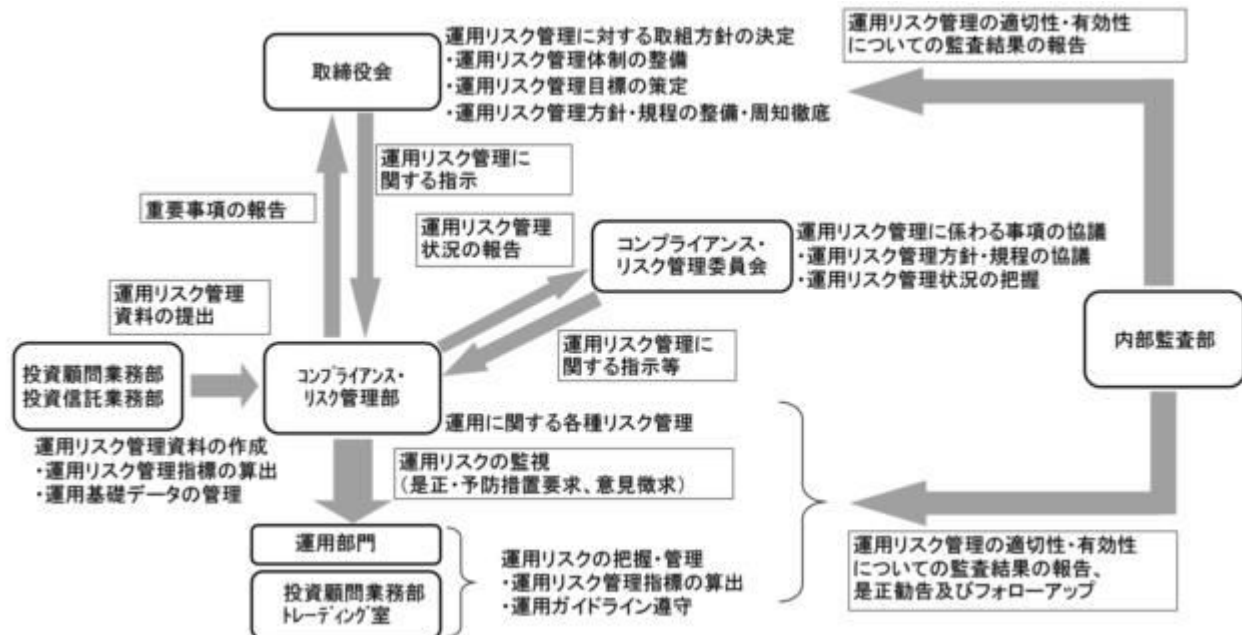 取締役会
運用リスク管理に対する取組方針の決定
・運用リスク管理体制の整備
・運用リスク管理目標の策定
・運用リスク管理方針・規程の整備・周知徹底
運用リスク管理の適切性・有効性
についての監査結果の報告
運用リスク管理に
関する指示
重要事項の報告
運用リスク管理
状況の報告
コンプライアンス・
リスク管理委員会
運用リスク管理に係わる事項の協議
・運用リスク管理方針・規程の協議
・運用リスク管理状況の把握
運用リスク管理
資料の提出
内部監査部
投資顧問業務部
投資信託業務部
コンプライアンス・
リスク管理部
運用リスク管理に
関する指示等
運用に関する各種リスク管理
運用リスク管理資料の作成
・運用リスク管理指標の算出
・運用基礎データの管理
運用リスクの監視
(是正・予防措置要求、意見徴求)
運用部門
投資顧問業務部
トレーディング室
運用リスクの把握・管理
・運用リスク管理指標の算出
・運用ガイドライン遵守
運用リスク管理の適切性・有効性
についての監査結果の報告、
是正勧告及びフォローアップ